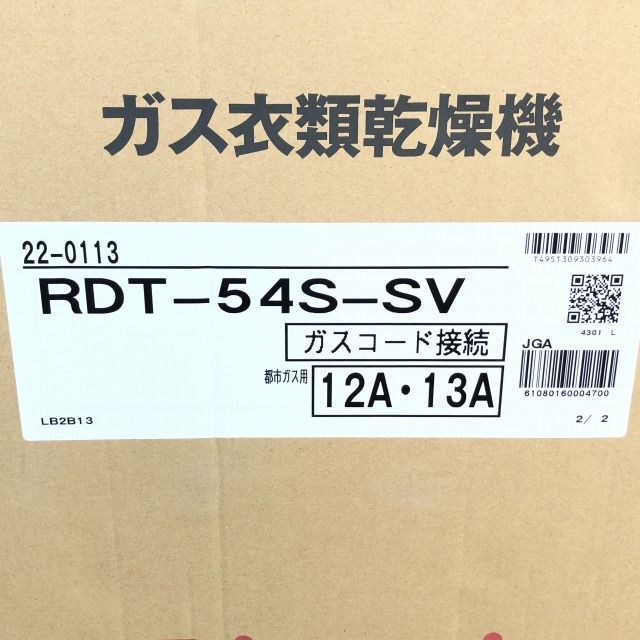 ガス衣類乾燥機
22-0113
RDT-54S-SV
ガスコード接続
都市ガス用
12A・13A
LB2B13
T4951309303964
4301 L
JGA
61080160004700
2/ 2